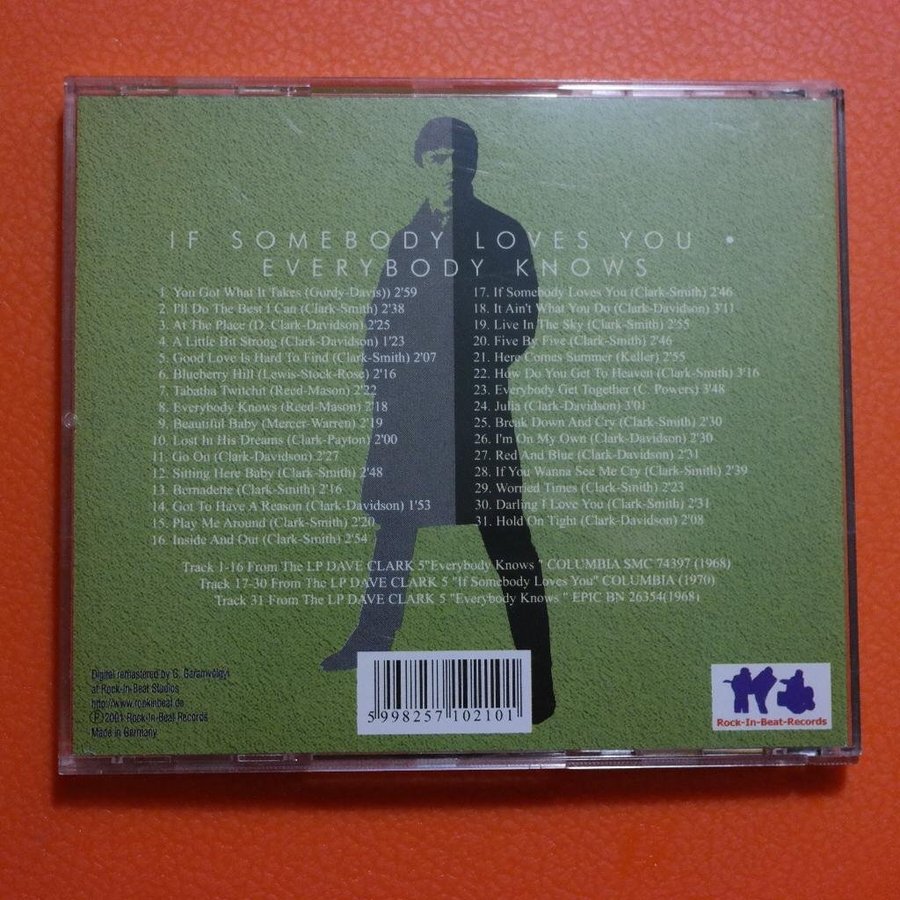 IF SOMEBODY LOVES YOU •
EVERYBODY KNOWS
1. You Got What It Takes (Gordy-Davis)) 2'59
2. I'll Do The Best I Can (Clark-Smith) 2'38
3. At The Place (D. Clark-Davidson) 2'25
4. A Little Bit Strong (Clark-Davidson) 1'23
5. Good Love Is Hard To Find (Clark-Smith) 2'07
6. Blueberry Hill (Lewis-Stock-Rose) 2'16
7. Tabatha Twitchit (Reed-Mason) 2'22
8. Everybody Knows (Reed-Mason) 2'18
9. Beautiful Baby (Mercer-Warren) 2'19
10. Lost In His Dreams (Clark-Payton) 2'00
11. Go On (Clark-Davidson) 2'27
12. Sitting Here Baby (Clark-Smith) 2'48
13. Bernadette (Clark-Smith) 2'16
14. Got To Have A Reason (Clark-Davidson) 1'53
15. Play Me Around (Clark-Smith) 2'20
16. Inside And Out (Clark-Smith) 2'54
17. If Somebody Loves You (Clark-Smith) 2'46
18. It Ain't What You Do (Clark-Davidson) 3'11
19. Live In The Sky (Clark-Smith) 2'55
20. Five By Five (Clark-Smith) 2'46
21. Here Comes Summer (Keller) 2'55
22. How Do You Get To Heaven (Clark-Smith) 3'16
23. Everybody Get Together (C. Powers) 3'48
24. Julia (Clark-Davidson) 3'01
25. Break Down And Cry (Clark-Smith) 2'30
26. I'm On My Own (Clark-Davidson) 2'30
27. Red And Blue (Clark-Davidson) 2'31
28. If You Wanna See Me Cry (Clark-Smith) 2'39
29. Worried Times (Clark-Smith) 2'23
30. Darling I Love You (Clark-Smith) 2'31
31. Hold On Tight (Clark-Smith) 2'08
Track 1-16 From The LP DAVE CLARK 5"Everybody Knows " COLUMBIA SMC 74397 (1968)
Track 17-30 From The LP DAVE CLARK 5 "If Somebody Loves You" COLUMBIA (1970)
Track 31 From The LP DAVE CLARK 5 "Everybody Knows " EPIC BN 26354(1968)
Digital remastered by G. Baranvölgyi
at Rock-In-Beat Studios
http://www.rockinbeat.de
Ⓟ 2001 Rock-In-Beat Records
Made in Germany
5 998257 102101
Rock-In-Beat-Records